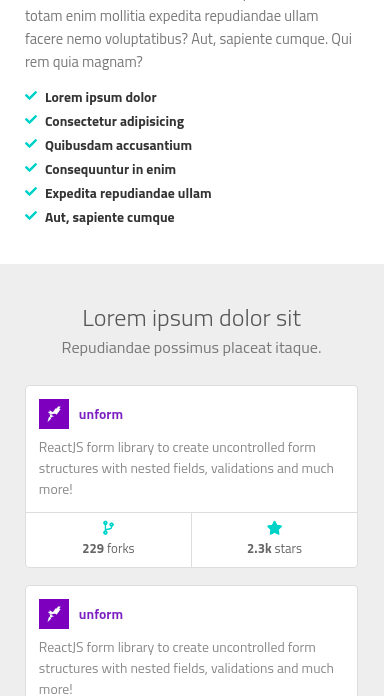 totam enim mollitia expedita repudiandae ullam
facere nemo voluptatibus? Aut, sapiente cumque. Qui
rem quia magnam?
Lorem ipsum dolor
Consectetur adipisicing
Quibusdam accusantium
Consequuntur in enim
Expedita repudiandae ullam
Aut, sapiente cumque
Lorem ipsum dolor sit
Repudiandae possimus placeat itaque.
unform
ReactJS form library to create uncontrolled form
structures with nested fields, validations and much
more!
229 forks
2.3k stars
unform
ReactJS form library to create uncontrolled form
structures with nested fields, validations and much
more!